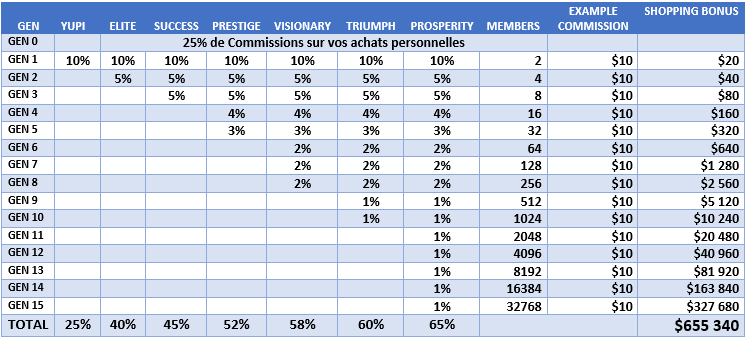 GEN YUPI ELITE SUCCESS PRESTIGE VISIONARY TRIUMPH PROSPERITY MEMBERS EXAMPLE COMMISSION SHOPPING BONUS
GEN 0 25% de Commissions sur vos achats personnelles
GEN 1 10% 10% 10% 10% 10% 10% 10% 2 $10 $20
GEN 2 5% 5% 5% 5% 5% 5% 4 $10 $40
GEN 3 5% 5% 5% 5% 5% 8 $10 $80
GEN 4 4% 4% 4% 4% 16 $10 $160
GEN 5 3% 3% 3% 3% 32 $10 $320
GEN 6 2% 2% 2% 64 $10 $640
GEN 7 2% 2% 2% 128 $10 $1 280
GEN 8 2% 2% 2% 256 $10 $2 560
GEN 9 1% 1% 512 $10 $5 120
GEN 10 1% 1% 1024 $10 $10 240
GEN 11 1% 2048 $10 $20 480
GEN 12 1% 4096 $10 $40 960
GEN 13 1% 8192 $10 $81 920
GEN 14 1% 16384 $10 $163 840
GEN 15 1% 32768 $10 $327 680
TOTAL 25% 40% 45% 52% 58% 60% 65% $655 340